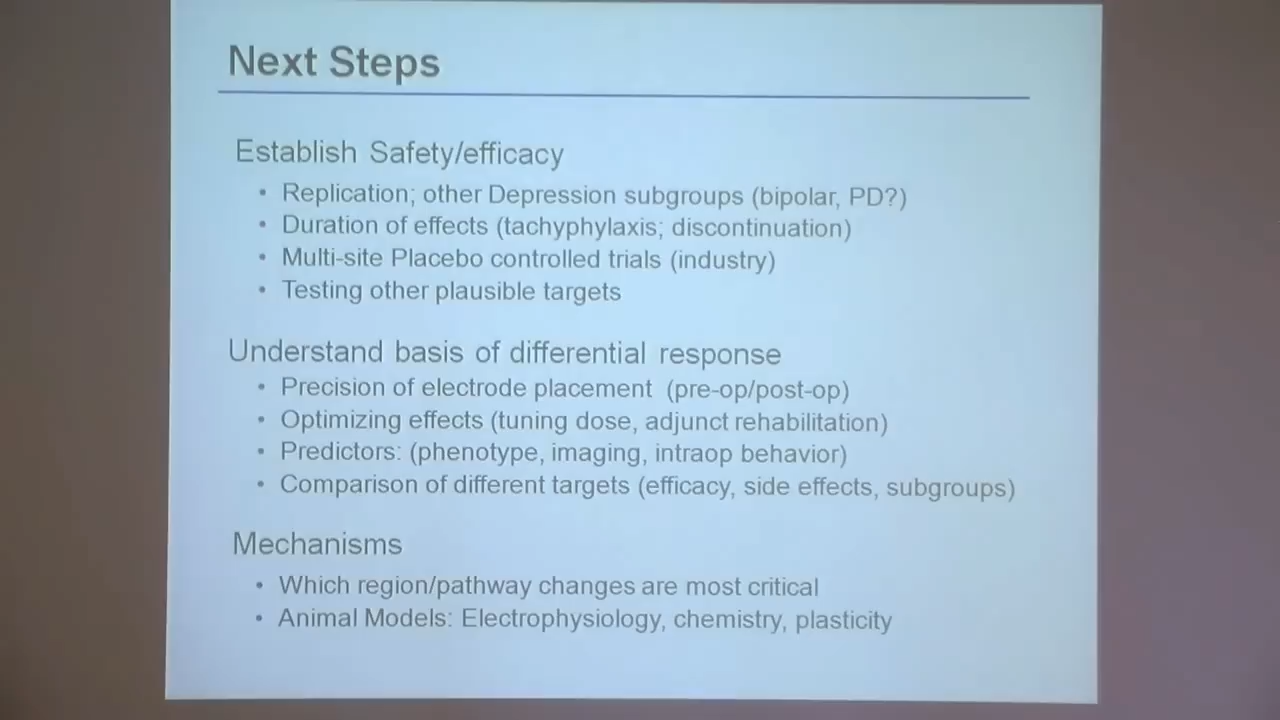 Next Steps
Establish Safety/efficacy
• Replication; other Depression subgroups (bipolar, PD?)
• Duration of effects (tachyphylaxis; discontinuation)
• Multi-site Placebo controlled trials (industry)
• Testing other plausible targets
Understand basis of differential response
• Precision of electrode placement (pre-op/post-op)
• Optimizing effects (tuning dose, adjunct rehabilitation)
• Predictors: (phenotype, imaging, intraop behavior)
• Comparison of different targets (efficacy, side effects, subgroups)
Mechanisms
• Which region/pathway changes are most critical
• Animal Models: Electrophysiology, chemistry, plasticity